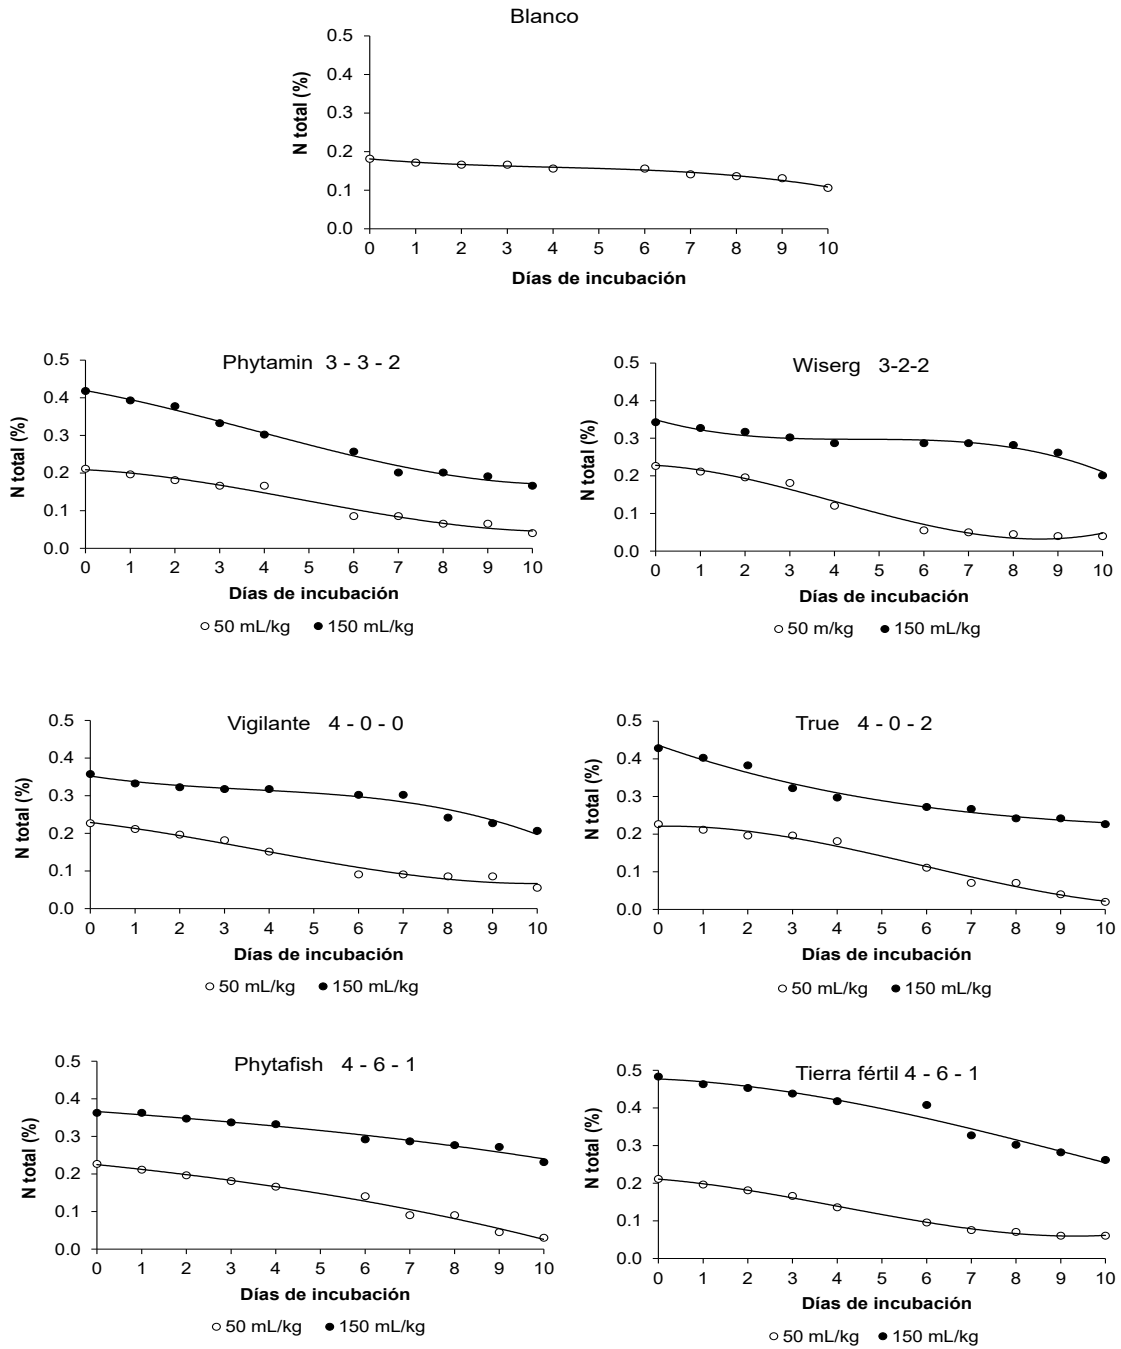 Blanco
N total (%)
0.5
0.4
0.3
0.2
0.1
0.0
0 1 2 3 4 5 6 7 8 9 10
Días de incubación
Phytamin 3 - 3 - 2
N total (%)
0.5
0.4
0.3
0.2
0.1
0.0
0 1 2 3 4 5 6 7 8 9 10
Días de incubación
50 mL/kg 150 mL/kg
Wiserg 3-2-2
N total (%)
0.5
0.4
0.3
0.2
0.1
0.0
0 1 2 3 4 5 6 7 8 9 10
Días de incubación
50 m/kg 150 mL/kg
Vigilante 4 - 0 - 0
N total (%)
0.5
0.4
0.3
0.2
0.1
0.0
0 1 2 3 4 5 6 7 8 9 10
Días de incubación
50 mL/kg 150 mL/kg
True 4 - 0 - 2
N total (%)
0.5
0.4
0.3
0.2
0.1
0.0
0 1 2 3 4 5 6 7 8 9 10
Días de incubación
50 mL/kg 150 mL/kg
Phytafish 4 - 6 - 1
N total (%)
0.5
0.4
0.3
0.2
0.1
0.0
0 1 2 3 4 5 6 7 8 9 10
Días de incubación
50 mL/kg 150 mL/kg
Tierra fértil 4 - 6 - 1
N total (%)
0.5
0.4
0.3
0.2
0.1
0.0
0 1 2 3 4 5 6 7 8 9 10
Días de incubación
50 mL/kg 150 mL/kg